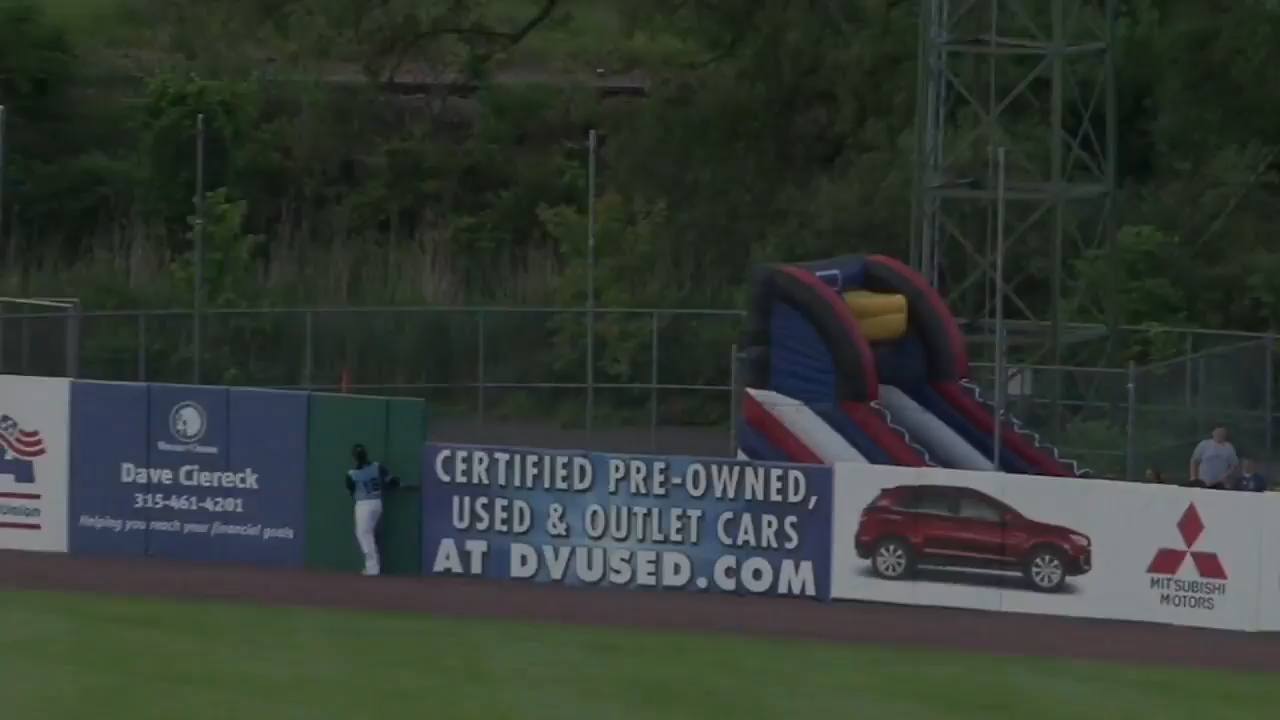 Dave Ciereck
315-461-4201
Helping you reach your financial goals
CERTIFIED PRE-OWNED,
USED & OUTLET CARS
AT DVUSED.COM
MITSUBISHI
MOTORS